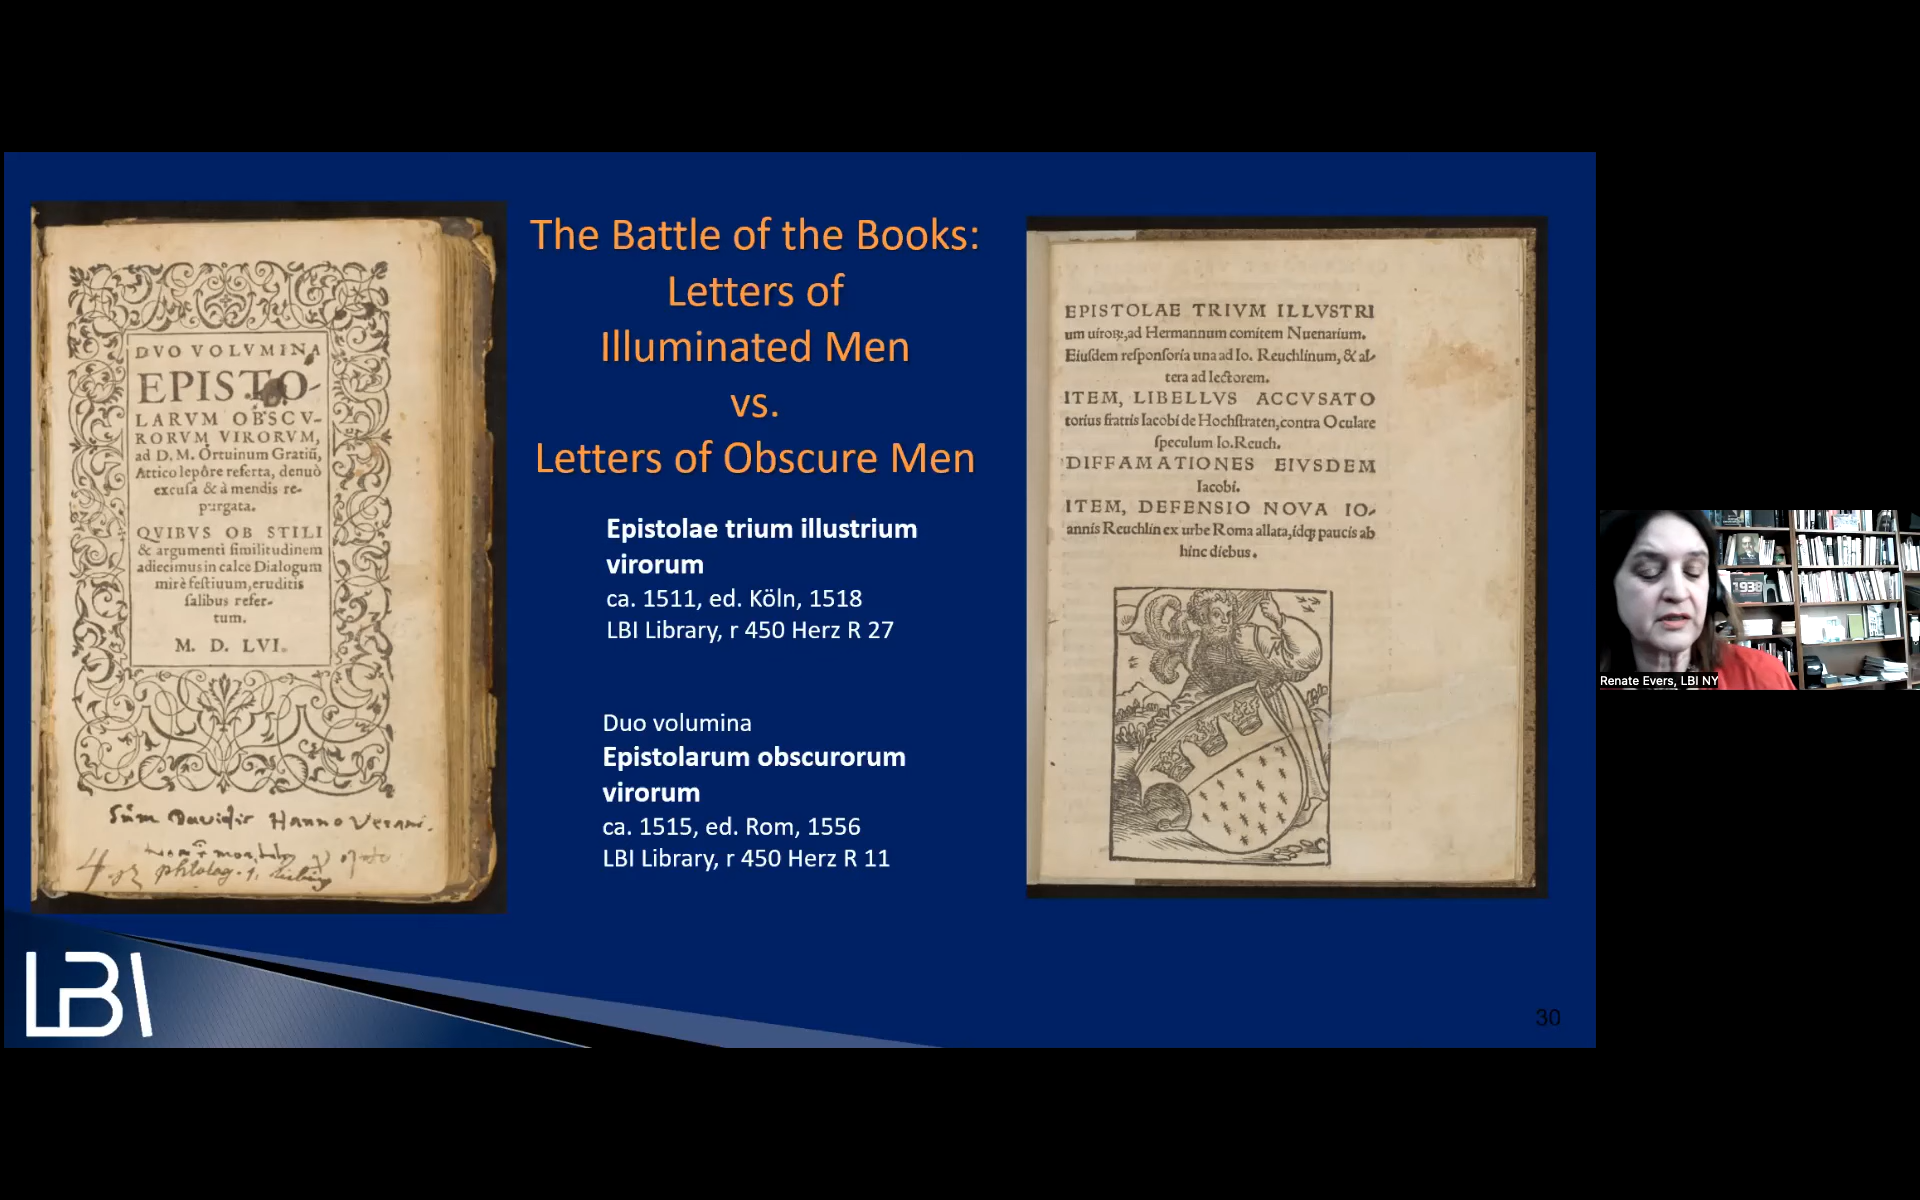 DVO VOLVMINA
EPISTO-
LARVM OBSCV-
RORVM VIRORVM,
ad D. M. Ortuinum Gratiũ,
Attico lepôre referta, denuò
excuſa & à mendis re-
purgata.
QVIBVS OB STILI
& argumenti ſimilitudinem
adiecimus in calce Dialogum
mirè feſtiuum, eruditis
ſalibus refer-
tum.
M. D. LVI.
The Battle of the Books:
Letters of
Illuminated Men
vs.
Letters of Obscure Men
Epistolae trium illustrium
virorum
ca. 1511, ed. Köln, 1518
LBI Library, r 450 Herz R 27
Duo volumina
Epistolarum obscurorum
virorum
ca. 1515, ed. Rom, 1556
LBI Library, r 450 Herz R 11
EPISTOLAE TRIVM ILLVSTRI
um uiroꝝ, ad Hermannum comitem Nuenarium.
Eiuſdem reſponſoria una ad Io. Reuchlinum, & al-
tera ad lectorem.
ITEM, LIBELLVS ACCVSATO
torius fratris Iacobi de Hochſtraten, contra Oculare
ſpeculum Io. Reuch.
DIFFAMATIONES EIVSDEM
Iacobi.
ITEM, DEFENSIO NOVA IO-
annis Reuchlin ex urbe Roma allata, idqꝫ paucis ab
hinc diebus.
1938
Renate Evers, LBI NY
LBI
30